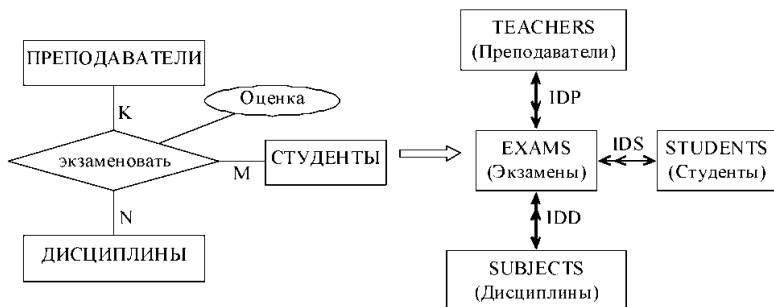 ПРЕПОДАВАТЕЛИ
K
Оценка
экзаменовать
M
СТУДЕНТЫ
N
ДИСЦИПЛИНЫ
TEACHERS
(Преподаватели)
IDP
EXAMS
(Экзамены)
IDS
STUDENTS
(Студенты)
IDD
SUBJECTS
(Дисциплины)